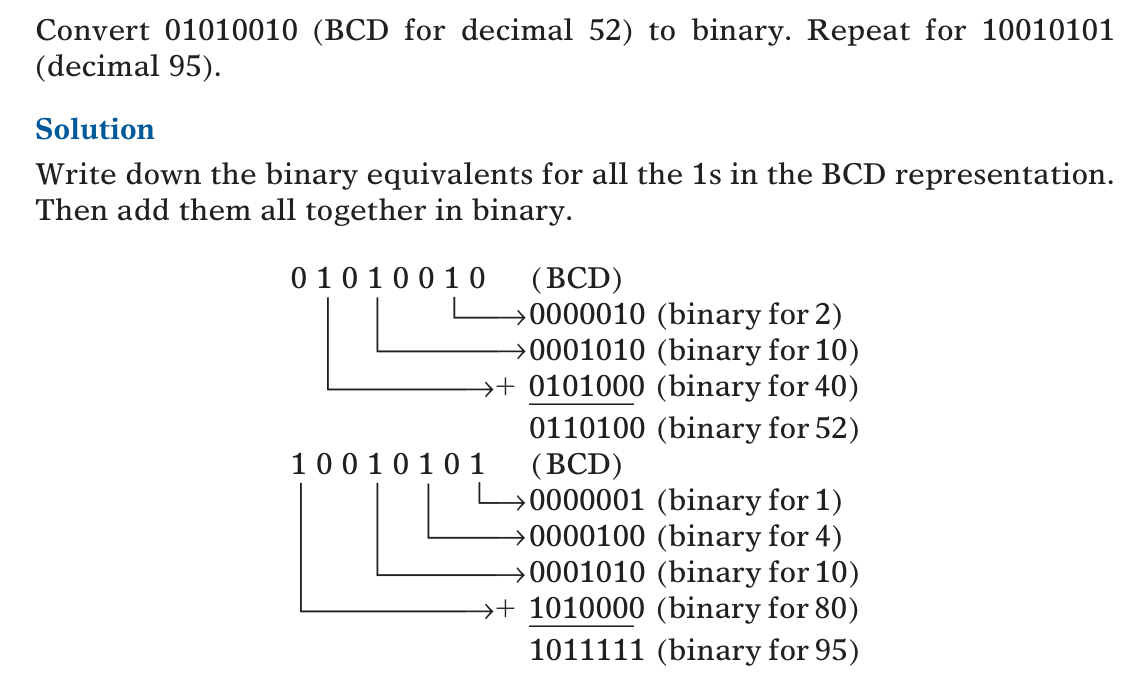 Convert 01010010 (BCD for decimal 52) to binary. Repeat for 10010101
(decimal 95).
Solution
Write down the binary equivalents for all the 1s in the BCD representation.
Then add them all together in binary.
0 1 0 1 0 0 1 0 (BCD)
0000010 (binary for 2)
0001010 (binary for 10)
+ 0101000 (binary for 40)
0110100 (binary for 52)
1 0 0 1 0 1 0 1 (BCD)
0000001 (binary for 1)
0000100 (binary for 4)
0001010 (binary for 10)
+ 1010000 (binary for 80)
1011111 (binary for 95)